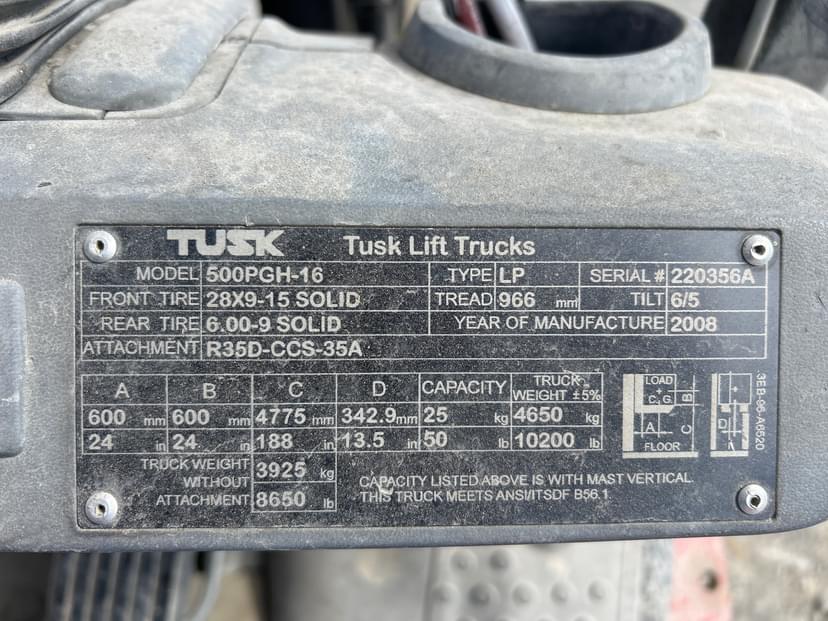 TUSK Tusk Lift Trucks
MODEL 500PGH-16 TYPE LP SERIAL # 220356A
FRONT TIRE 28X9-15 SOLID TREAD 966 mm TILT 6/5
REAR TIRE 6.00-9 SOLID YEAR OF MANUFACTURE 2008
ATTACHMENT R35D-CCS-35A
A B C D CAPACITY TRUCK WEIGHT ±5%
600 mm 600 mm 4775 mm 342.9 mm 25 kg 4650 kg
24 in 24 in 188 in 13.5 in 50 lb 10200 lb
TRUCK WEIGHT WITHOUT ATTACHMENT
3925 kg
8650 lb
CAPACITY LISTED ABOVE IS WITH MAST VERTICAL.
THIS TRUCK MEETS ANSI/ITSDF B56.1
LOAD
C.G.
B
A
C
FLOOR
D
3EB-96-A6520